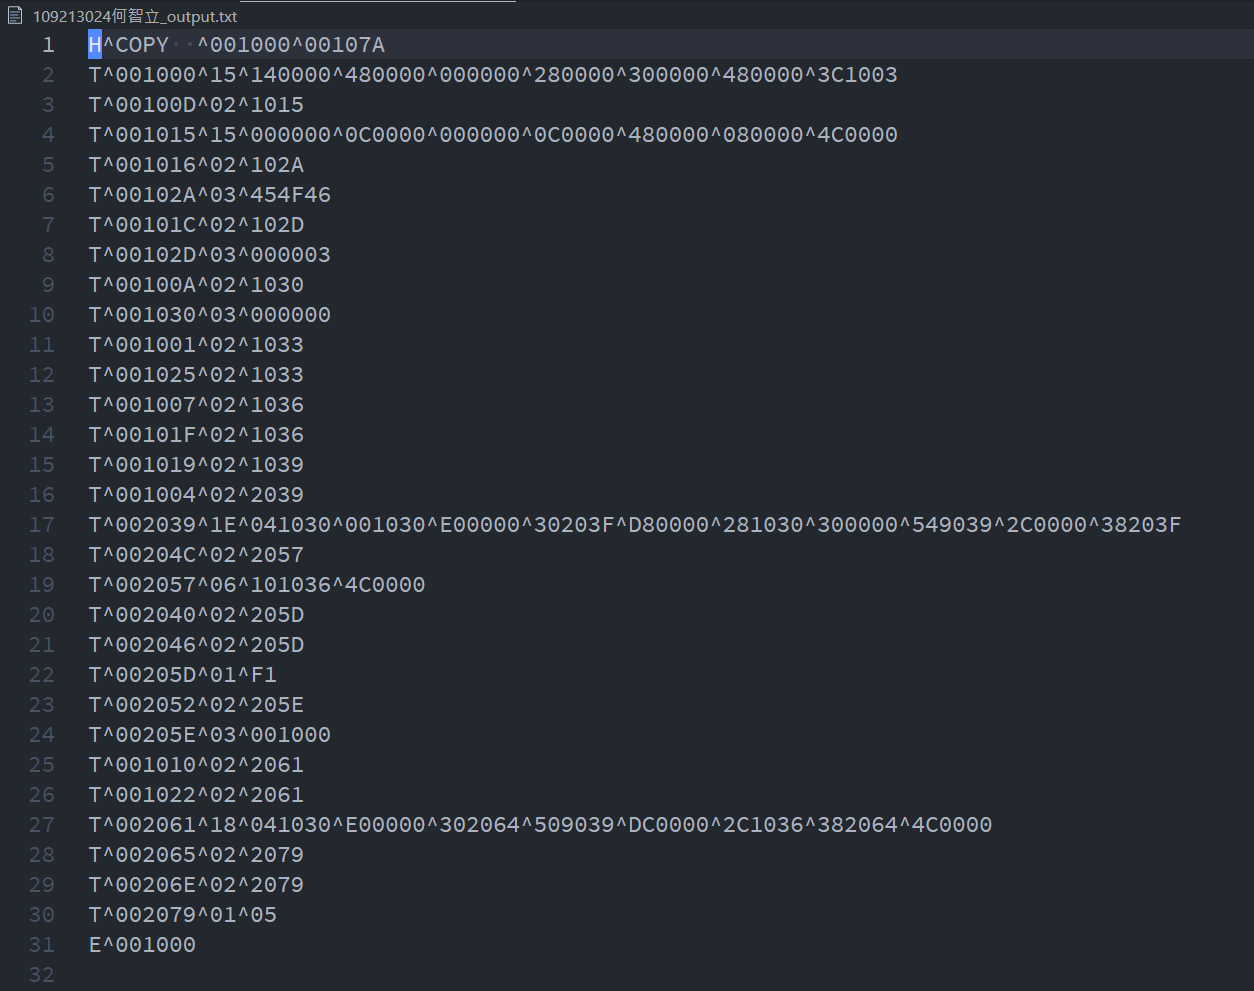 109213024何智立_output.txt
1 H^COPY  ^001000^00107A
2 T^001000^15^140000^480000^000000^280000^300000^480000^3C1003
3 T^00100D^02^1015
4 T^001015^15^000000^0C0000^000000^0C0000^480000^080000^4C0000
5 T^001016^02^102A
6 T^00102A^03^454F46
7 T^00101C^02^102D
8 T^00102D^03^000003
9 T^00100A^02^1030
10 T^001030^03^000000
11 T^001001^02^1033
12 T^001025^02^1033
13 T^001007^02^1036
14 T^00101F^02^1036
15 T^001019^02^1039
16 T^001004^02^2039
17 T^002039^1E^041030^001030^E00000^30203F^D80000^281030^300000^549039^2C0000^38203F
18 T^00204C^02^2057
19 T^002057^06^101036^4C0000
20 T^002040^02^205D
21 T^002046^02^205D
22 T^00205D^01^F1
23 T^002052^02^205E
24 T^00205E^03^001000
25 T^001010^02^2061
26 T^001022^02^2061
27 T^002061^18^041030^E00000^302064^509039^DC0000^2C1036^382064^4C0000
28 T^002065^02^2079
29 T^00206E^02^2079
30 T^002079^01^05
31 E^001000
32